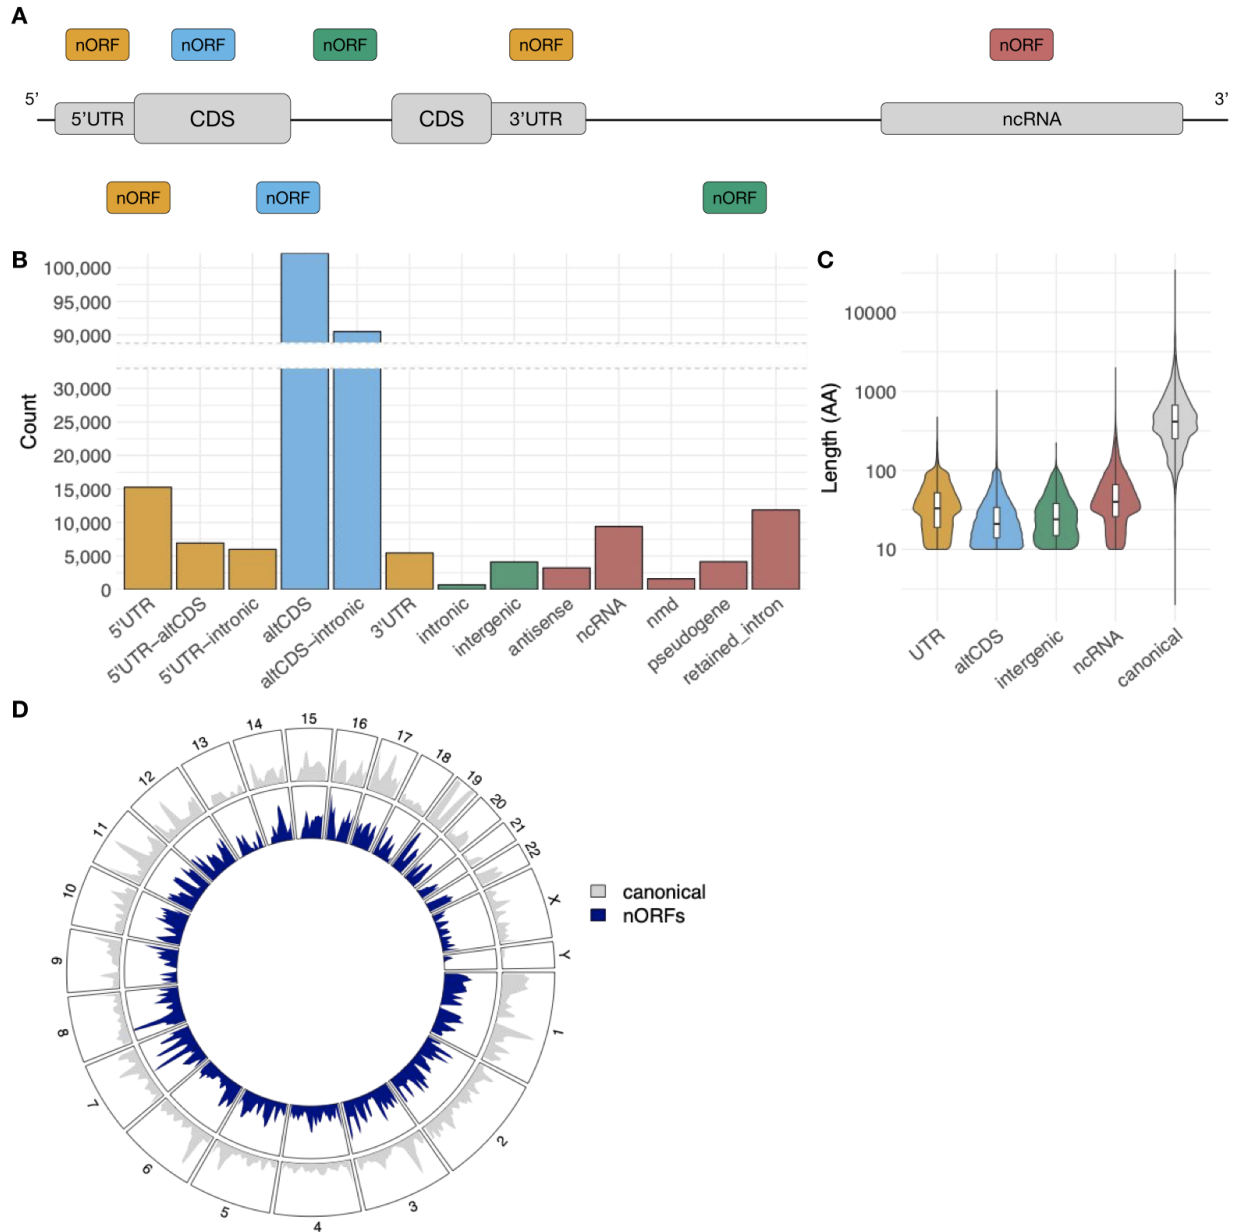 A
nORF nORF nORF nORF nORF
5’ 3’
5’UTR CDS CDS 3’UTR ncRNA
nORF nORF nORF
B
Count
100,000
95,000
90,000
30,000
25,000
20,000
15,000
10,000
5,000
0
5'UTR
5'UTR−altCDS
5'UTR−intronic
altCDS
altCDS−intronic
3'UTR
intronic
intergenic
antisense
ncRNA
nmd
pseudogene
retained_intron
C
Length (AA)
10000
1000
100
10
UTR
altCDS
intergenic
ncRNA
canonical
D
1
2
3
4
5
6
7
8
9
10
11
12
13
14
15
16
17
18
19
20
21
22
X
Y
canonical
nORFs